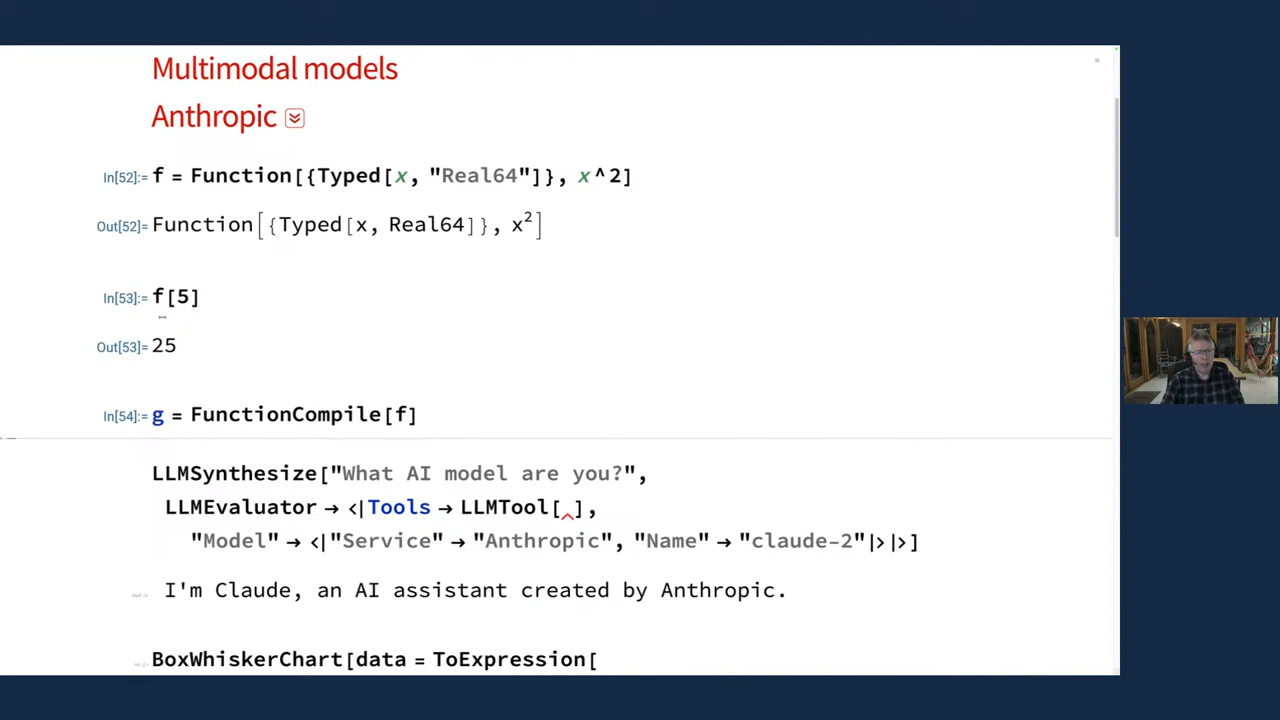 Multimodal models
Anthropic
In[52]:= f = Function[{Typed[x, "Real64"]}, x^2]
Out[52]= Function[{Typed[x, Real64]}, x²]
In[53]:= f[5]
Out[53]= 25
In[54]:= g = FunctionCompile[f]
LLMSynthesize["What AI model are you?",
LLMEvaluator → <|Tools → LLMTool[‸],
"Model" → <|"Service" → "Anthropic", "Name" → "claude-2"|>|>]
I'm Claude, an AI assistant created by Anthropic.
BoxWhiskerChart[data = ToExpression[